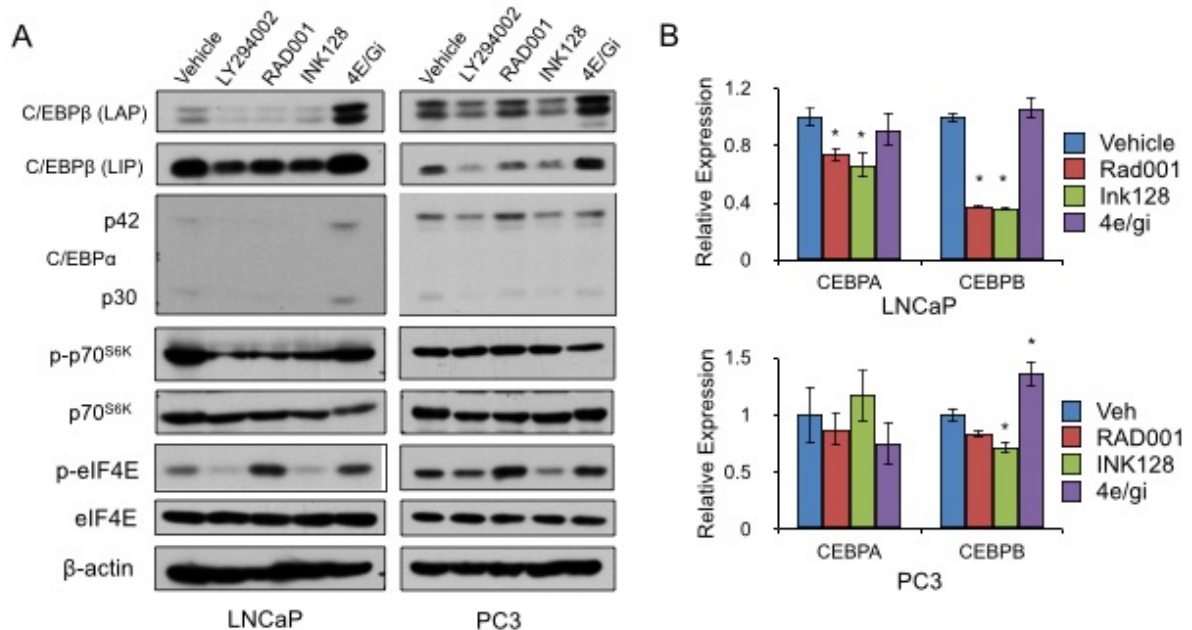 A
Vehicle LY294002 RAD001 INK128 4E/Gi
Vehicle LY294002 RAD001 INK128 4E/Gi
C/EBPβ (LAP)
C/EBPβ (LIP)
p42
C/EBPα
p30
p-p70S6K
p70S6K
p-eIF4E
eIF4E
β-actin
LNCaP PC3
B
Relative Expression
1.2
0.8
0.4
0
CEBPA CEBPB
LNCaP
* * * *
Vehicle
Rad001
Ink128
4e/gi
Relative Expression
1.5
1
0.5
0
CEBPA CEBPB
PC3
* *
Veh
RAD001
INK128
4e/gi